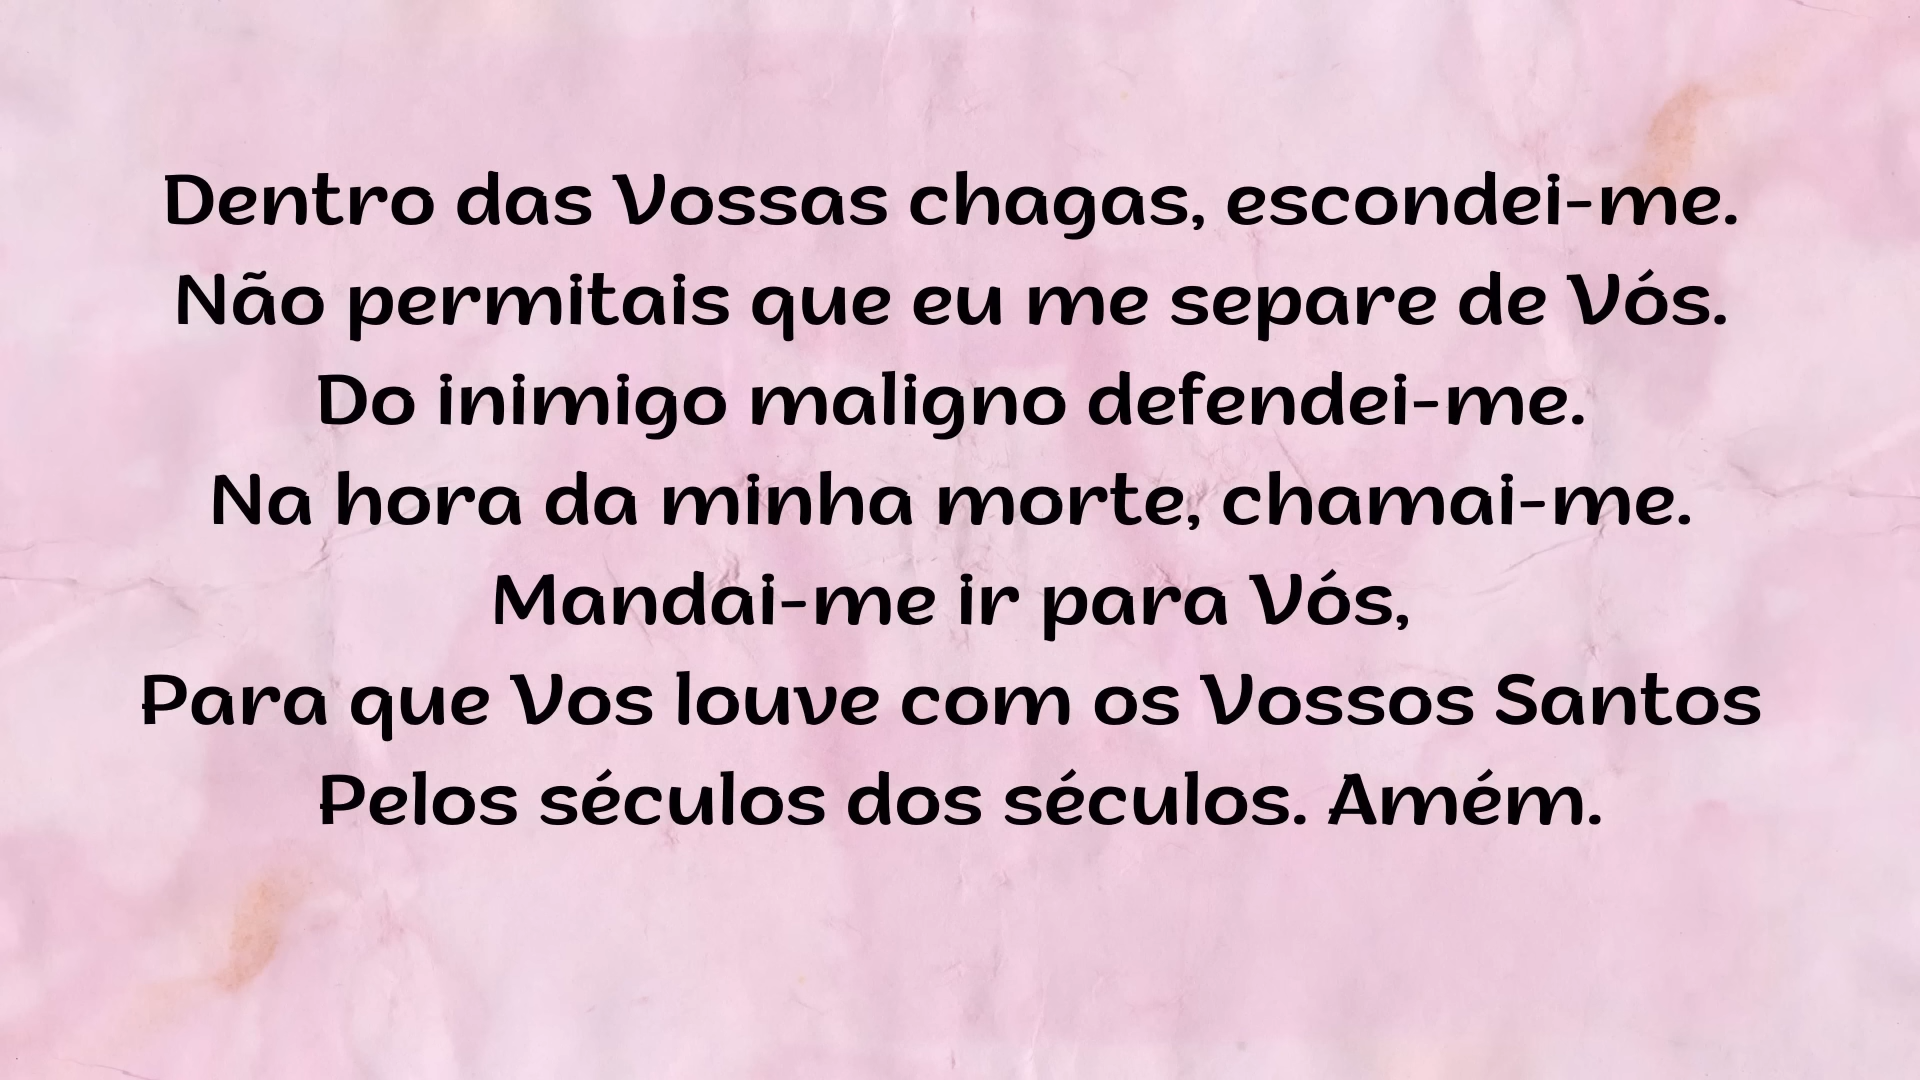 Dentro das Vossas chagas, escondei-me.
Não permitais que eu me separe de Vós.
Do inimigo maligno defendei-me.
Na hora da minha morte, chamai-me.
Mandai-me ir para Vós,
Para que Vos louve com os Vossos Santos
Pelos séculos dos séculos. Amém.